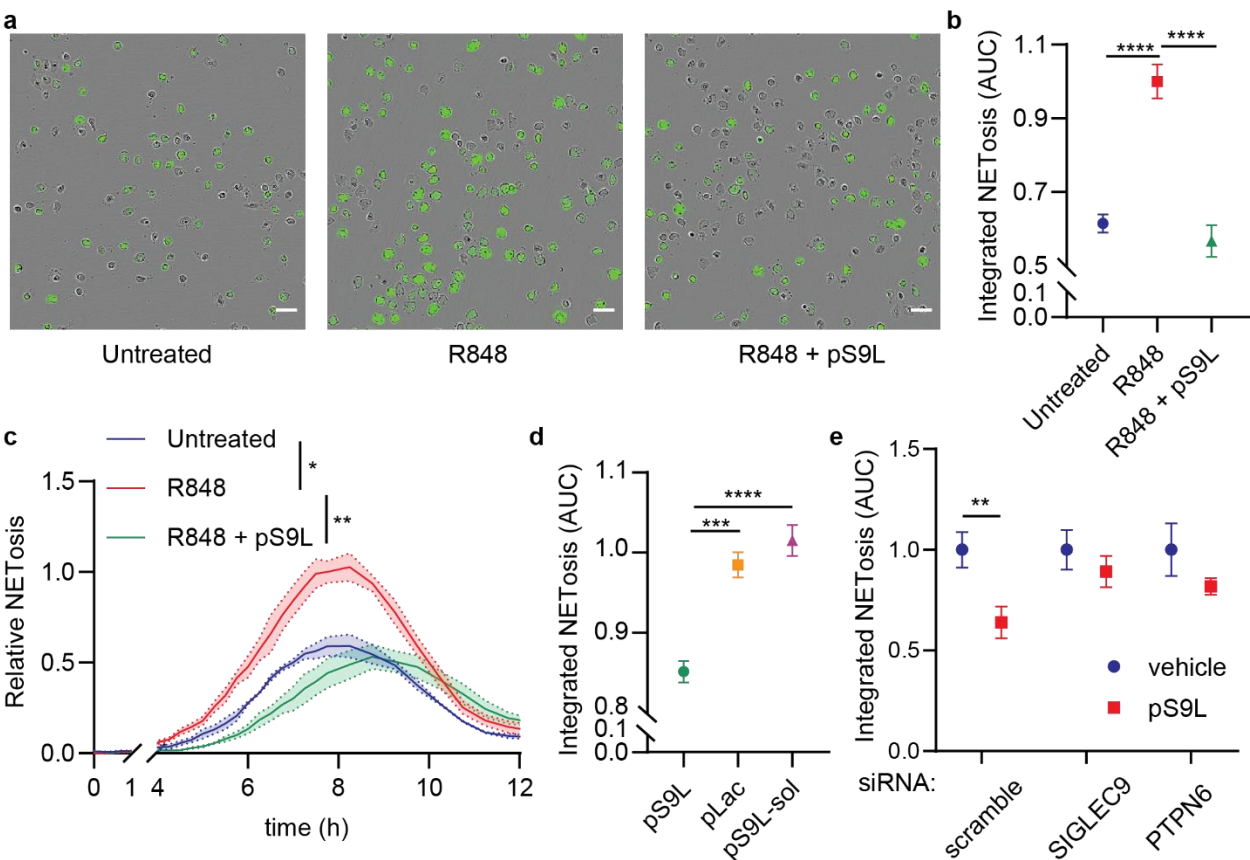 a
Untreated
R848
R848 + pS9L
b
Integrated NETosis (AUC)
1.1
0.9
0.7
0.5
0.1
0.0
****
****
Untreated
R848
R848 + pS9L
c
Untreated
R848
R848 + pS9L
*
**
Relative NETosis
1.5
1.0
0.5
0.0
0
1
4
6
8
10
12
time (h)
d
Integrated NETosis (AUC)
1.1
1.0
0.9
0.8
0.1
0.0
****
***
pS9L
pLac
pS9L-sol
e
Integrated NETosis (AUC)
1.5
1.0
0.5
0.0
**
vehicle
pS9L
siRNA:
scramble
SIGLEC9
PTPN6